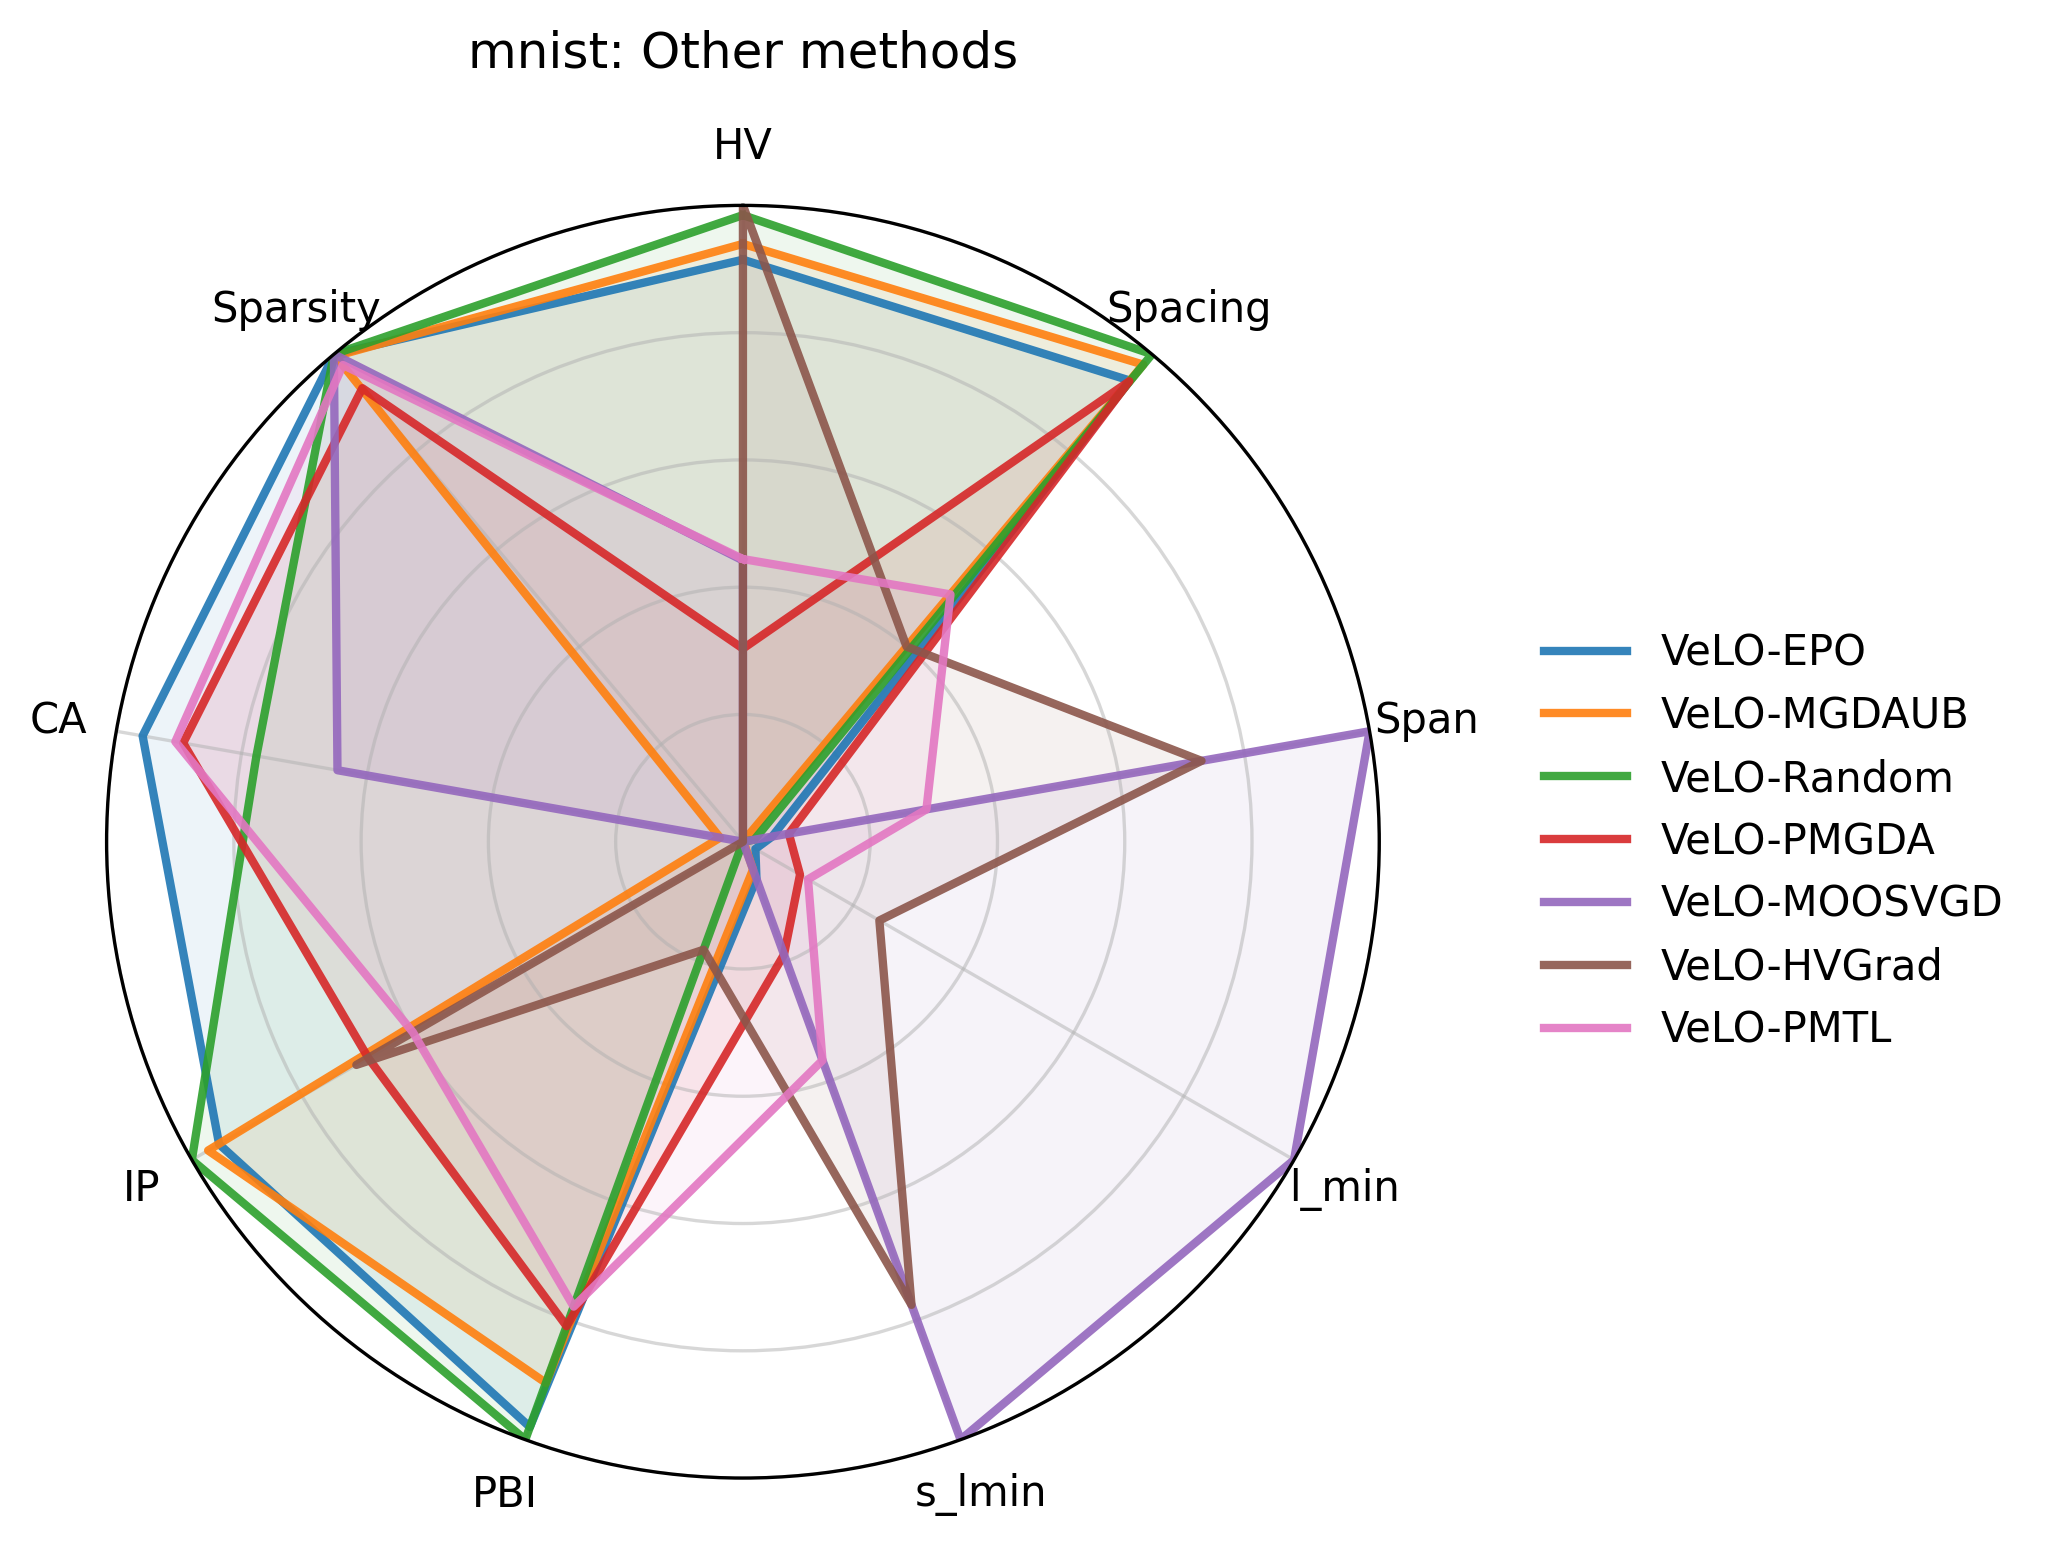 mnist: Other methods
HV
Spacing
Span
l_min
s_lmin
PBI
IP
CA
Sparsity
VeLO-EPO
VeLO-MGDAUB
VeLO-Random
VeLO-PMGDA
VeLO-MOOSVGD
VeLO-HVGrad
VeLO-PMTL